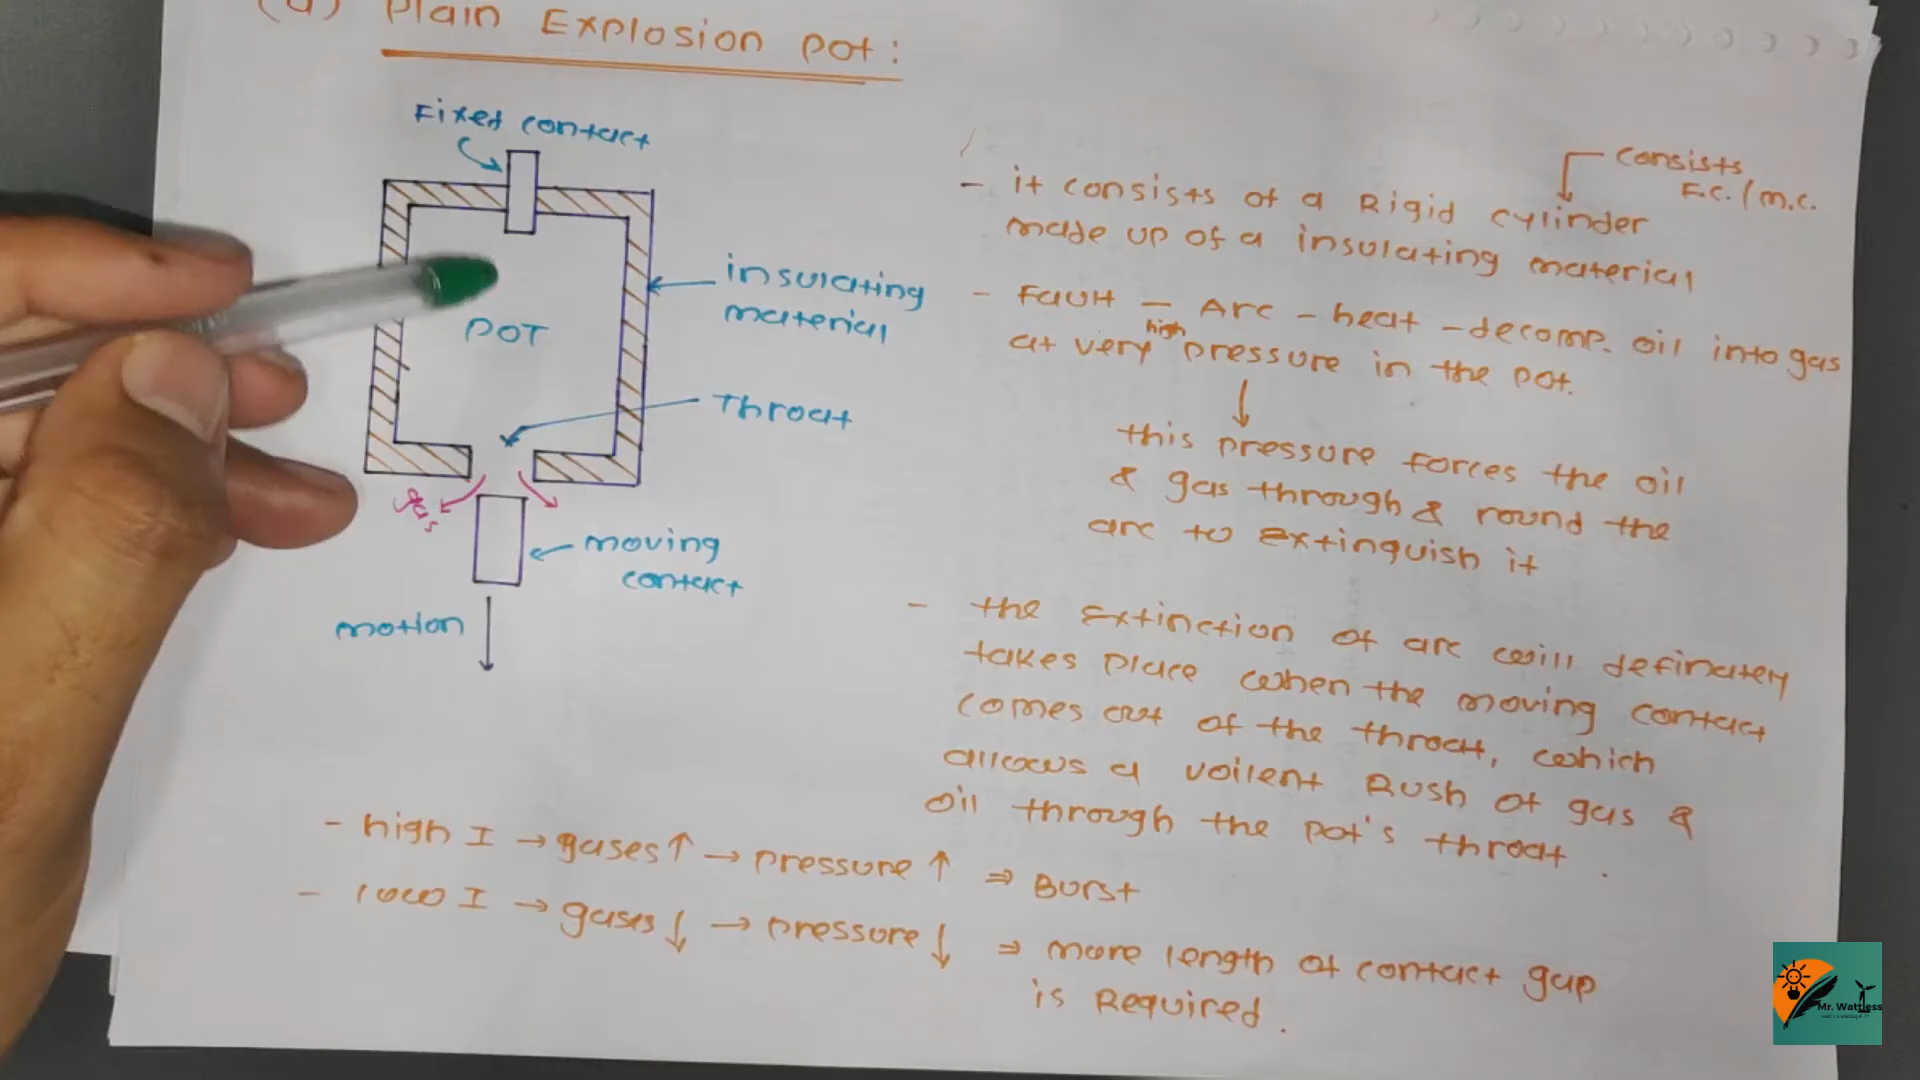 (a) Plain Explosion Pot:
Fixed contact
insulating
material
POT
Throat
gas
moving
contact
motion
consists
F.C. / M.C.
- it consists of a Rigid cylinder
made up of a insulating material
- Fault - Arc - heat - decomp. oil into gas
at very high pressure in the pot.
this pressure forces the oil
& gas through & round the
arc to extinguish it
- the Extinction of arc will definately
takes place when the moving contact
comes out of the throat, which
allows a voilent Rush of gas &
oil through the pot's throat.
- high I → gases ↑ → pressure ↑ ⇒ Burst
- low I → gases ↓ → pressure ↓ ⇒ more length of contact gap
is Required.
Mr. Wattless